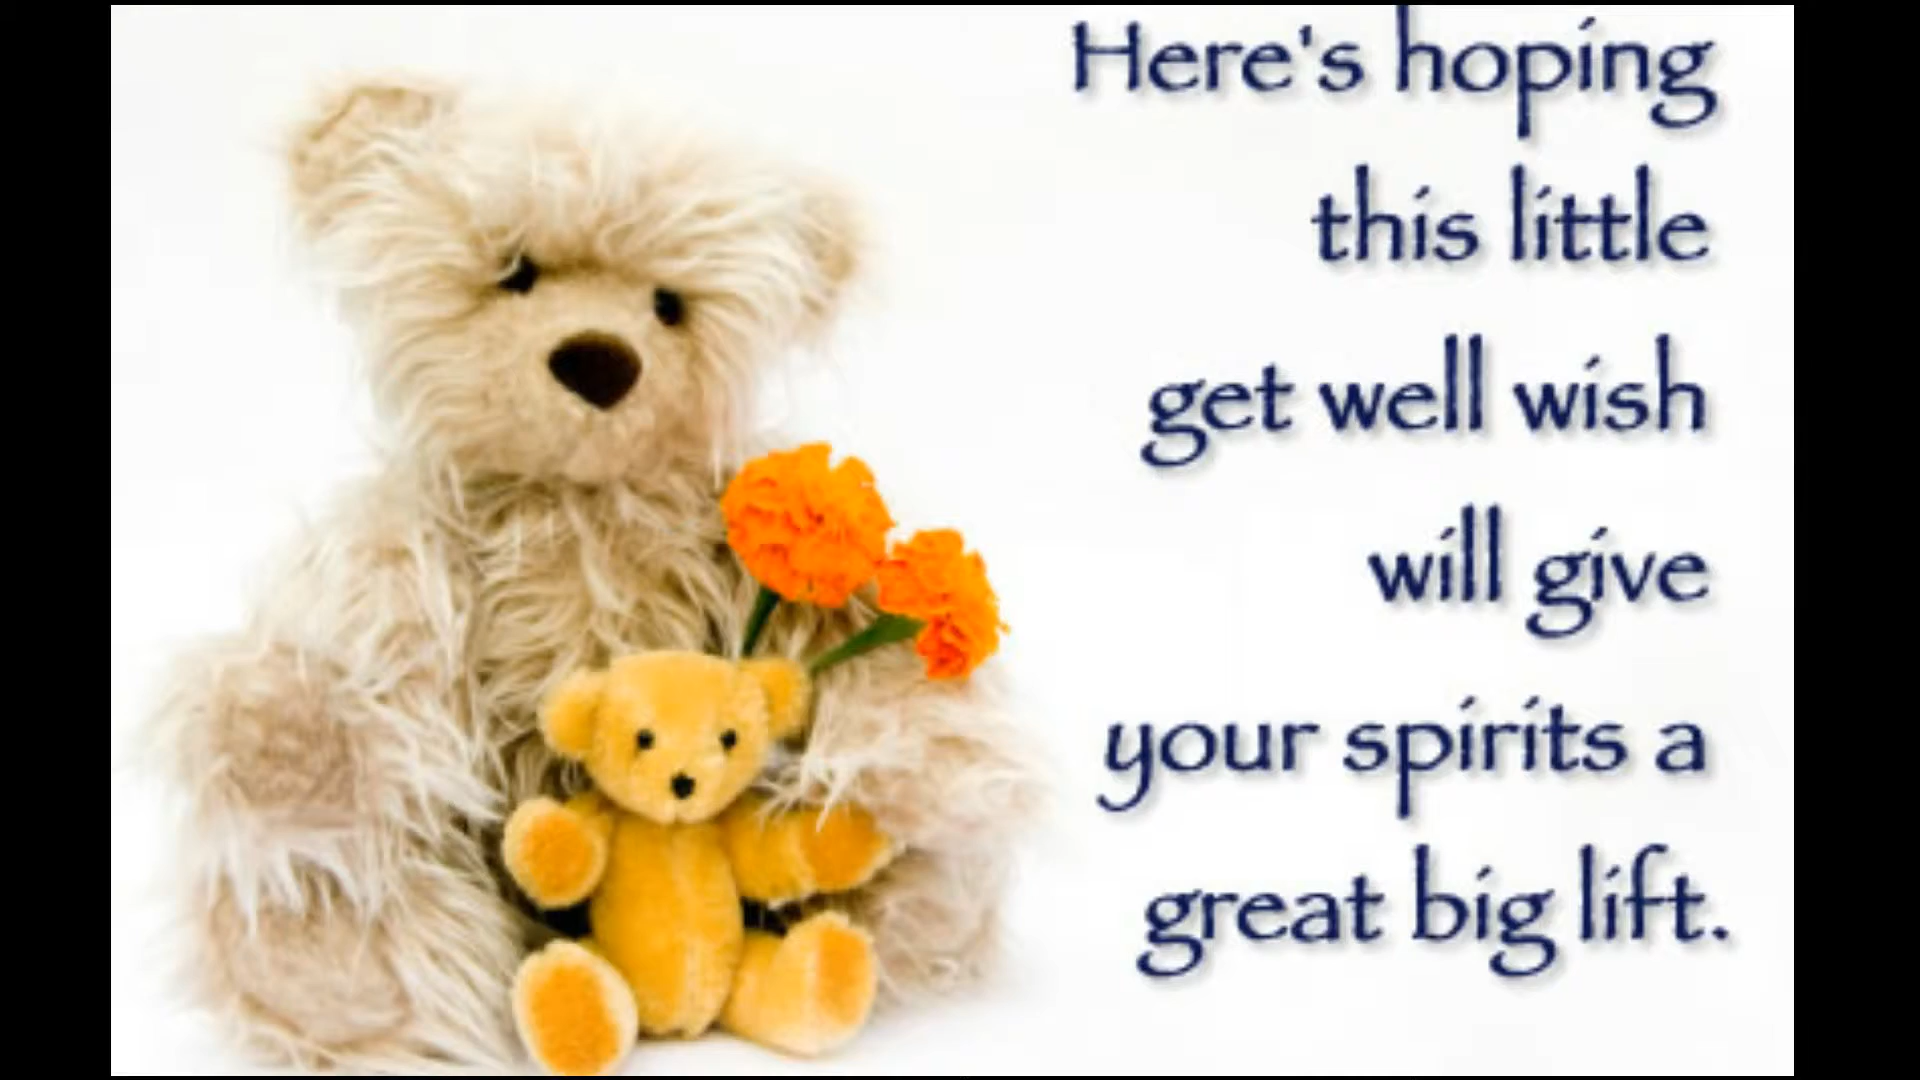 Here's hoping
this little
get well wish
will give
your spirits a
great big lift.